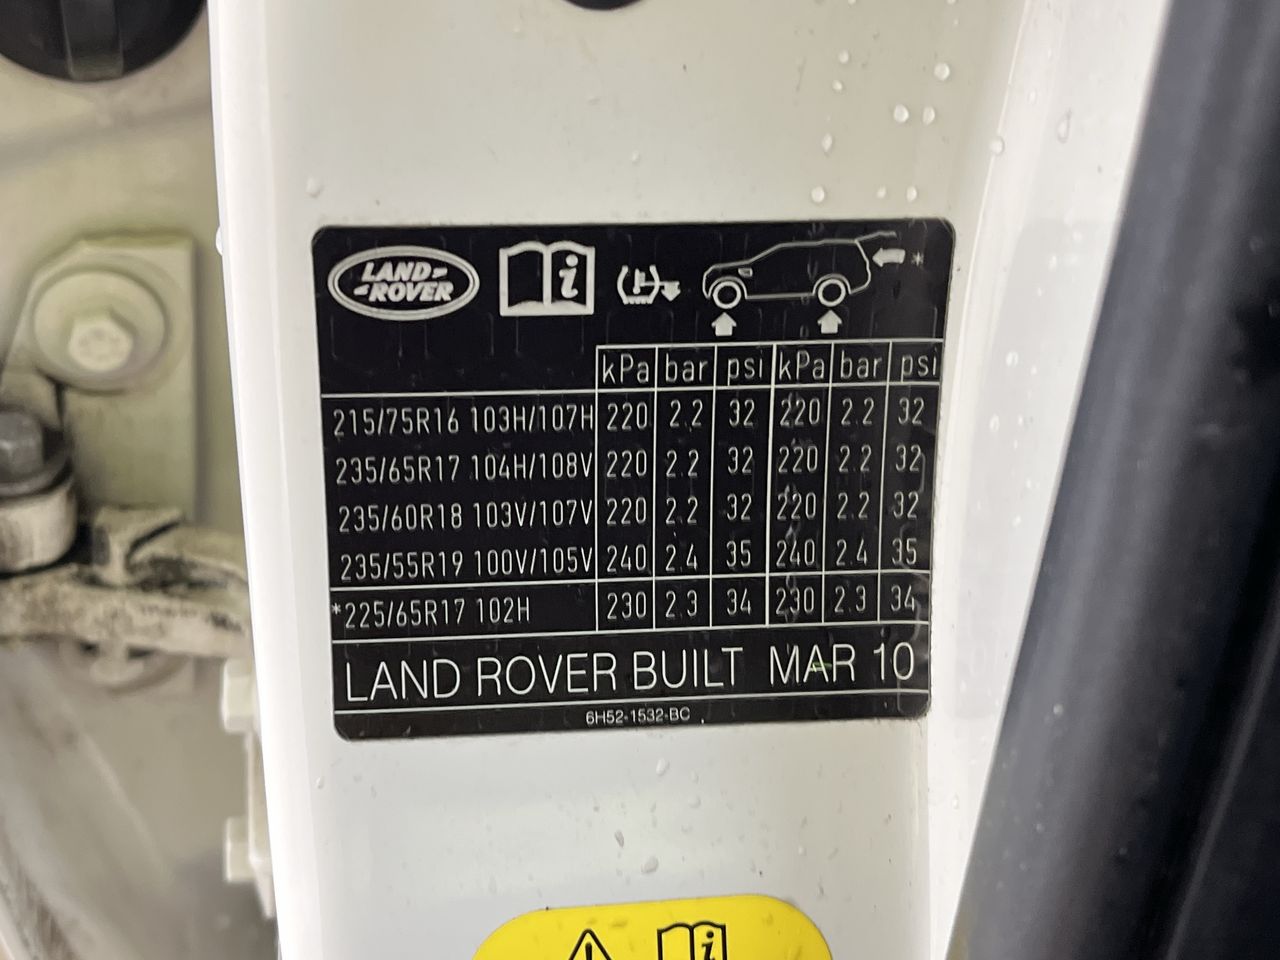 LAND-
-ROVER
i
*
kPa bar psi kPa bar psi
215/75R16 103H/107H 220 2.2 32 220 2.2 32
235/65R17 104H/108V 220 2.2 32 220 2.2 32
235/60R18 103V/107V 220 2.2 32 220 2.2 32
235/55R19 100V/105V 240 2.4 35 240 2.4 35
*225/65R17 102H 230 2.3 34 230 2.3 34
LAND ROVER BUILT MAR 10
6H52-1532-BC
i